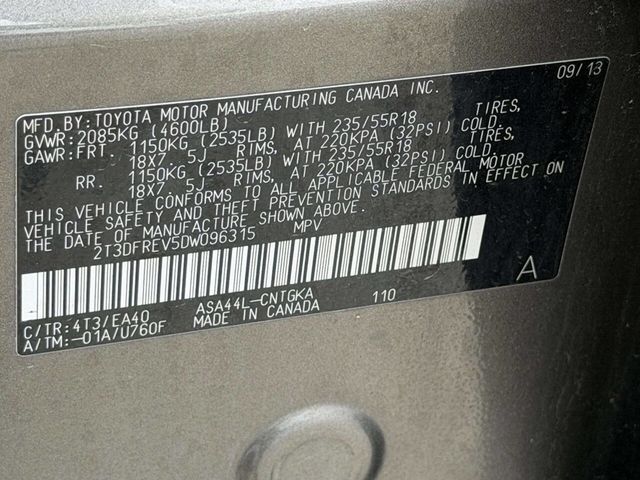 MFD.BY:TOYOTA MOTOR MANUFACTURING CANADA INC. 09/13
GVWR:2085KG (4600LB)
GAWR:FRT. 1150KG (2535LB) WITH 235/55R18 TIRES,
18X7. 5J RIMS, AT 220KPA (32PSI) COLD.
RR. 1150KG (2535LB) WITH 235/55R18 TIRES,
18X7. 5J RIMS, AT 220KPA (32PSI) COLD.
THIS VEHICLE CONFORMS TO ALL APPLICABLE FEDERAL MOTOR
VEHICLE SAFETY AND THEFT PREVENTION STANDARDS IN EFFECT ON
THE DATE OF MANUFACTURE SHOWN ABOVE.
2T3DFREV5DW096315 MPV
A
C/TR:4T3/EA40 ASA44L-CNTGKA 110
A/TM:-01A/U760F MADE IN CANADA